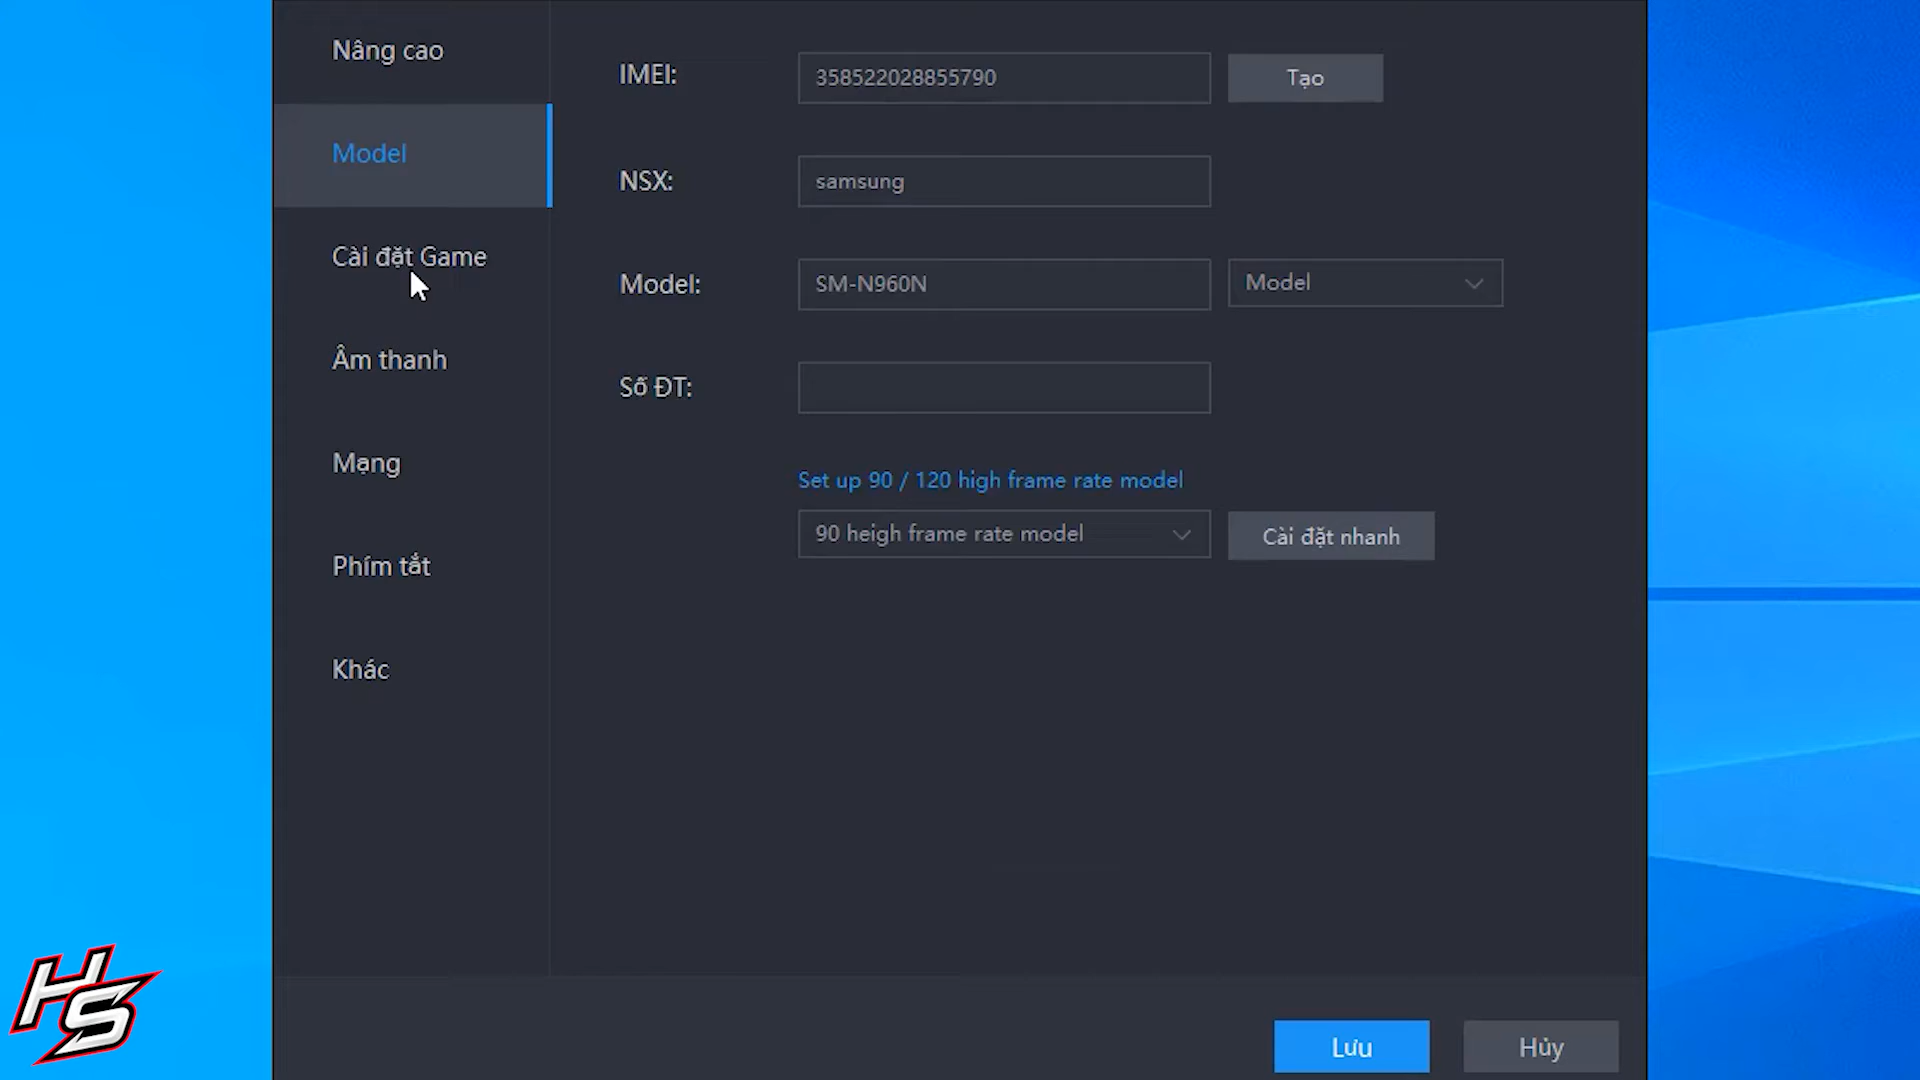 Nâng cao
Model
Cài đặt Game
Âm thanh
Mạng
Phím tắt
Khác
IMEI: 358522028855790 Tạo
NSX: samsung
Model: SM-N960N Model
Số ĐT:
Set up 90 / 120 high frame rate model
90 heigh frame rate model Cài đặt nhanh
Lưu Hủy
HS